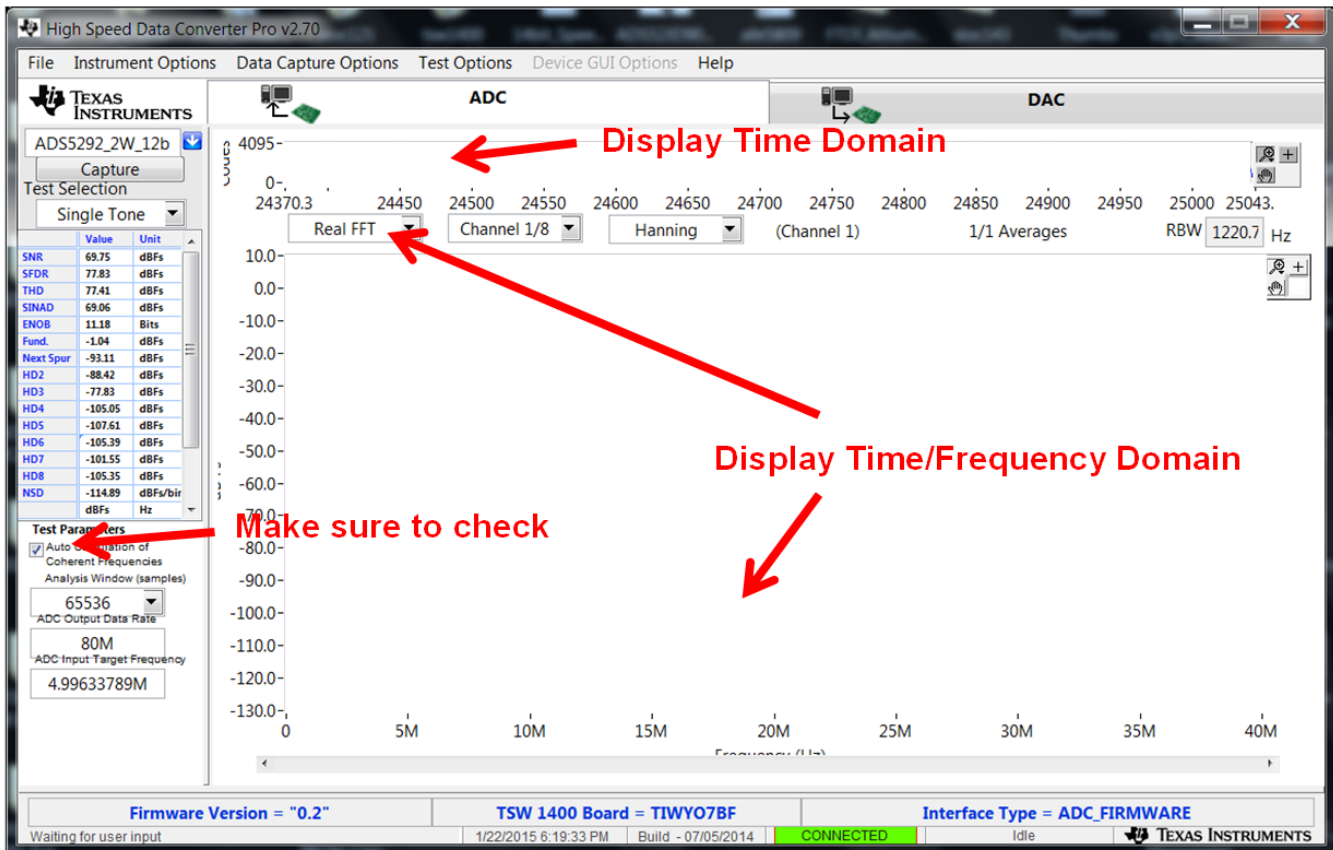 High Speed Data Converter Pro v2.70
File Instrument Options Data Capture Options Test Options Device GUI Options Help
TEXAS INSTRUMENTS
ADC
DAC
ADS5292_2W_12b
Capture
Test Selection
Single Tone
Value Unit
SNR 69.75 dBFs
SFDR 77.83 dBFs
THD 77.41 dBFs
SINAD 69.06 dBFs
ENOB 11.18 Bits
Fund. -1.04 dBFs
Next Spur -93.11 dBFs
HD2 -88.42 dBFs
HD3 -77.83 dBFs
HD4 -105.05 dBFs
HD5 -107.61 dBFs
HD6 -105.39 dBFs
HD7 -101.55 dBFs
HD8 -105.35 dBFs
NSD -114.89 dBFs/bin
dBFs Hz
Test Parameters
Auto Calculation of
Coherent Frequencies
Analysis Window (samples)
65536
ADC Output Data Rate
80M
ADC Input Target Frequency
4.99633789M
4095
0
Display Time Domain
24370.3 24450 24500 24550 24600 24650 24700 24750 24800 24850 24900 24950 25000 25043.
Real FFT Channel 1/8 Hanning (Channel 1) 1/1 Averages RBW 1220.7 Hz
10.0
0.0
-10.0
-20.0
-30.0
-40.0
-50.0
-60.0
-70.0
-80.0
-90.0
-100.0
-110.0
-120.0
-130.0
Display Time/Frequency Domain
Make sure to check
0 5M 10M 15M 20M 25M 30M 35M 40M
Frequency (Hz)
Firmware Version = "0.2" TSW 1400 Board = TIWYO7BF Interface Type = ADC_FIRMWARE
Waiting for user input 1/22/2015 6:19:33 PM Build - 07/05/2014 CONNECTED Idle TEXAS INSTRUMENTS